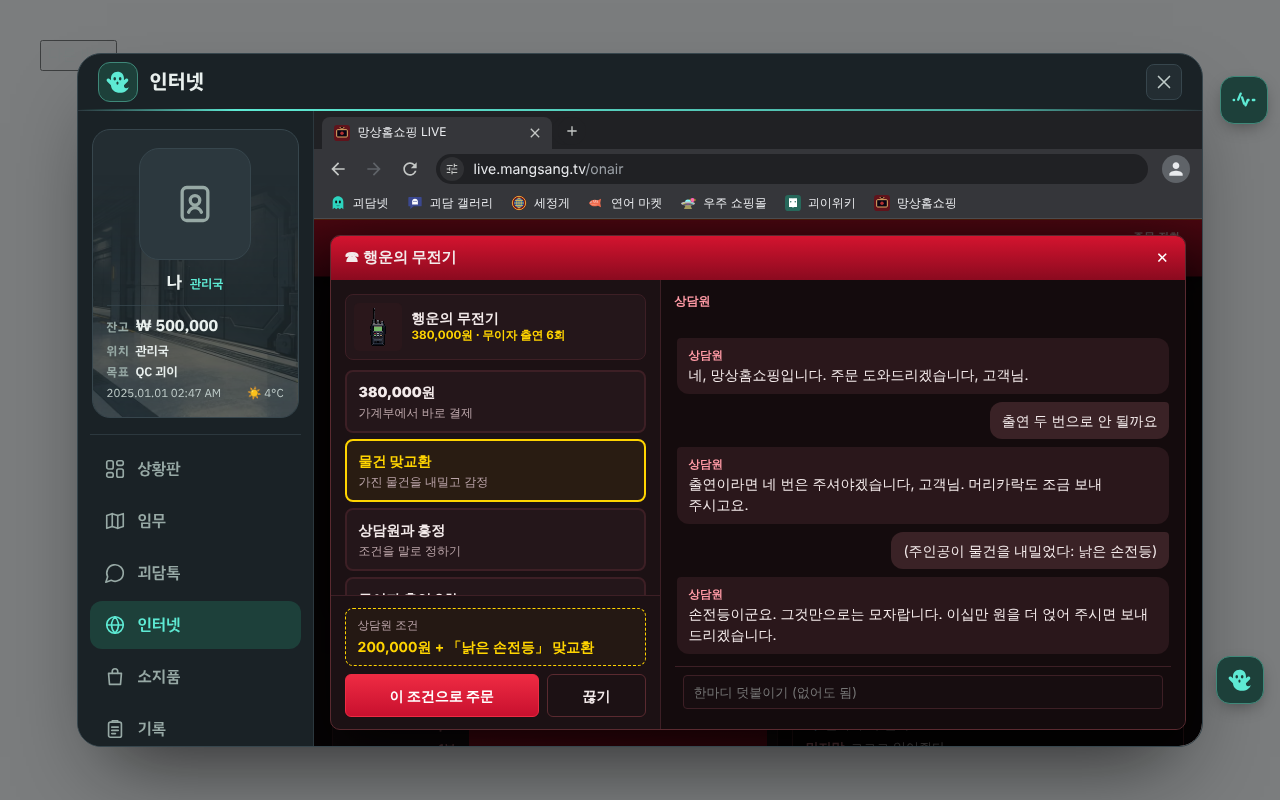 인터넷
나 관리국
잔고 ₩ 500,000
위치 관리국
목표 QC 괴이
2025.01.01 02:47 AM ☀️ 4°C
상황판
임무
괴담톡
인터넷
소지품
기록
망상홈쇼핑 LIVE
live.mangsang.tv/onair
괴담넷 괴담 갤러리 세정게 연어 마켓 우주 쇼핑몰 괴이위키 망상홈쇼핑
☎ 행운의 무전기
행운의 무전기
380,000원 · 무이자 출연 6회
380,000원
가계부에서 바로 결제
물건 맞교환
가진 물건을 내밀고 감정
상담원과 흥정
조건을 말로 정하기
상담원 조건
200,000원 + 「낡은 손전등」 맞교환
이 조건으로 주문
끊기
상담원
상담원
네, 망상홈쇼핑입니다. 주문 도와드리겠습니다, 고객님.
출연 두 번으로 안 될까요
상담원
출연이라면 네 번은 주셔야겠습니다, 고객님. 머리카락도 조금 보내
주시고요.
(주인공이 물건을 내밀었다: 낡은 손전등)
상담원
손전등이군요. 그것만으로는 모자랍니다. 이십만 원을 더 얹어 주시면 보내
드리겠습니다.
한마디 덧붙이기 (없어도 됨)